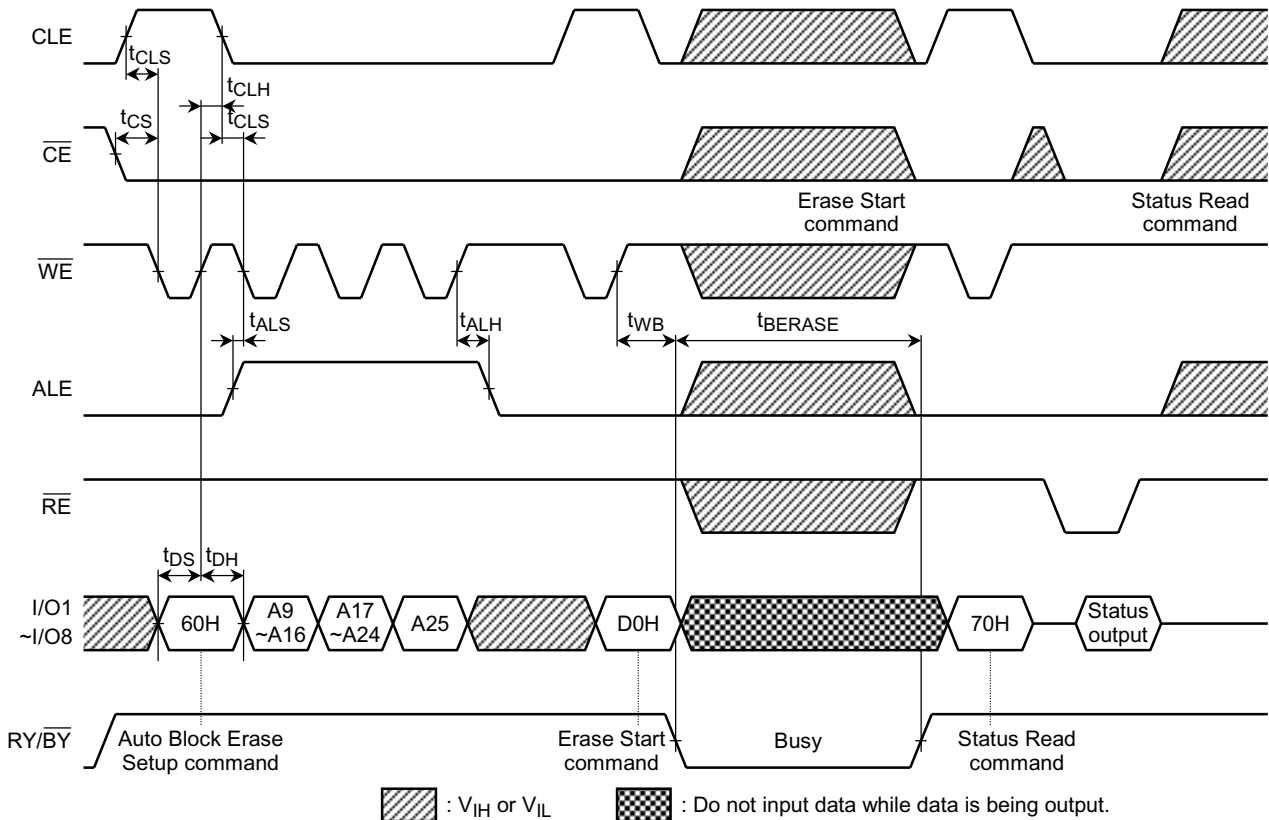 CLE
tCLS
tCLH
tCS
tCLS
CE
Erase Start
command
Status Read
command
WE
tALS
tALH
tWB
tBERASE
ALE
RE
tDS
tDH
I/O1
~I/O8
60H
A9
~A16
A17
~A24
A25
D0H
70H
Status
output
RY/BY
Auto Block Erase
Setup command
Erase Start
command
Busy
Status Read
command
: VIH or VIL
: Do not input data while data is being output.